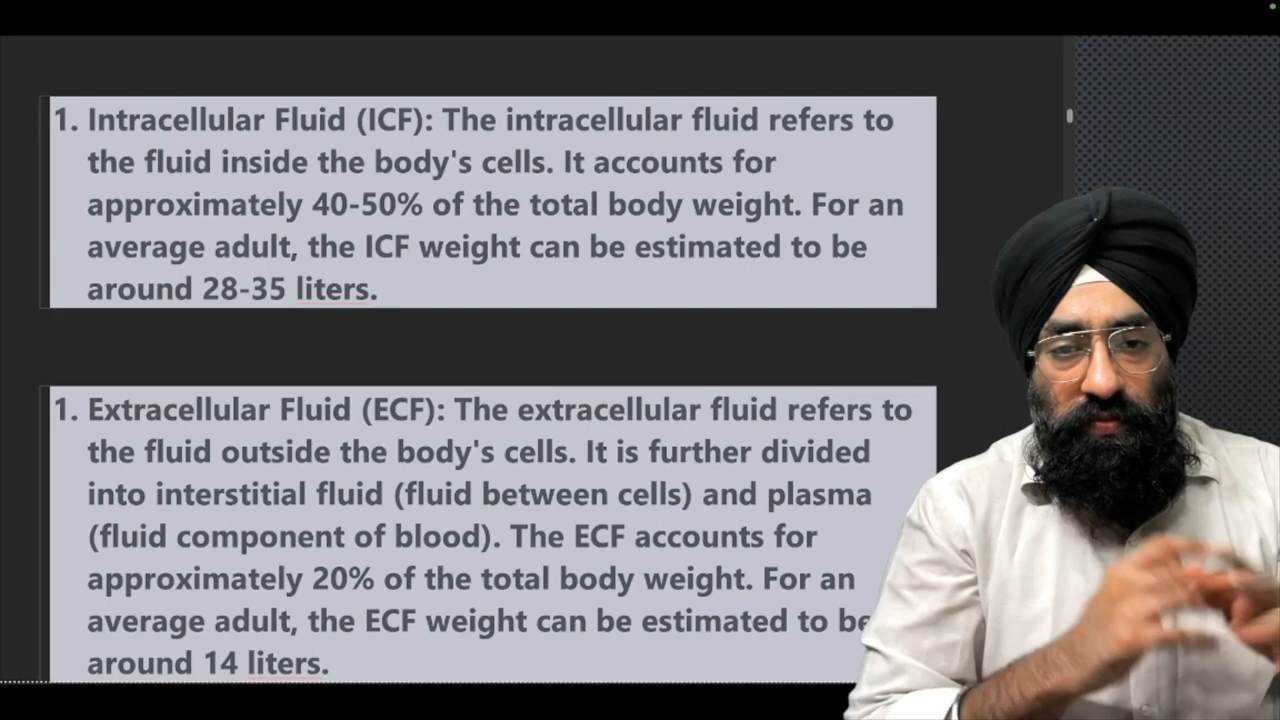 1. Intracellular Fluid (ICF): The intracellular fluid refers to
the fluid inside the body's cells. It accounts for
approximately 40-50% of the total body weight. For an
average adult, the ICF weight can be estimated to be
around 28-35 liters.
1. Extracellular Fluid (ECF): The extracellular fluid refers to
the fluid outside the body's cells. It is further divided
into interstitial fluid (fluid between cells) and plasma
(fluid component of blood). The ECF accounts for
approximately 20% of the total body weight. For an
average adult, the ECF weight can be estimated to be
around 14 liters.